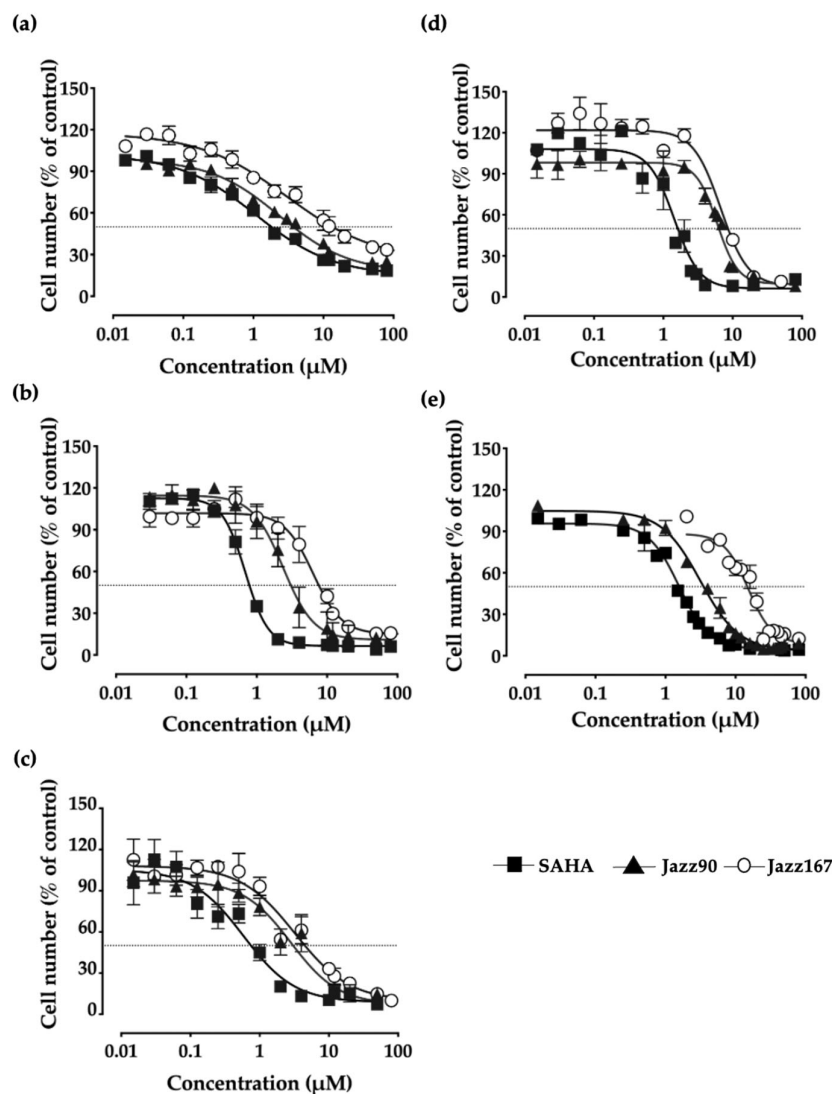 (a)
Cell number (% of control)
150
120
90
60
30
0
0.01 0.1 1 10 100
Concentration (µM)
(b)
Cell number (% of control)
150
120
90
60
30
0
0.01 0.1 1 10 100
Concentration (µM)
(c)
Cell number (% of control)
150
120
90
60
30
0
0.01 0.1 1 10 100
Concentration (µM)
(d)
Cell number (% of control)
150
120
90
60
30
0
0.01 0.1 1 10 100
Concentration (µM)
(e)
Cell number (% of control)
150
120
90
60
30
0
0.01 0.1 1 10 100
Concentration (µM)
SAHA Jazz90 Jazz167